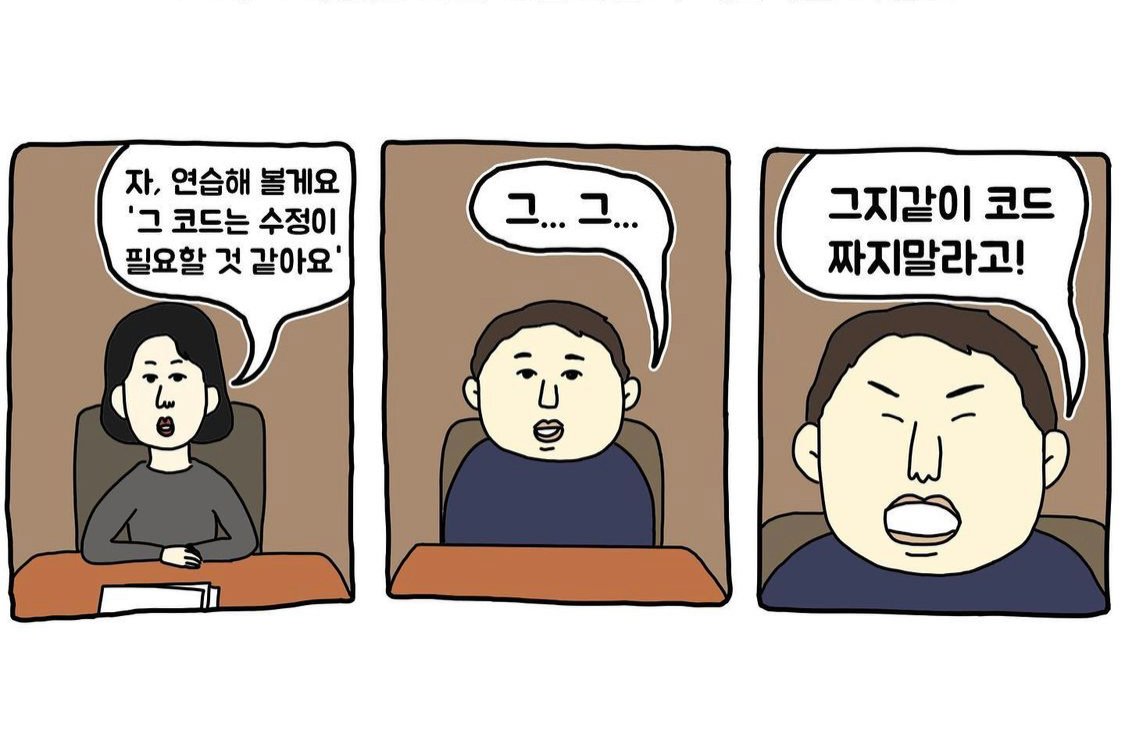 자, 연습해 볼게요
'그 코드는 수정이
필요할 것 같아요'
그... 그...
그지같이 코드
짜지말라고!